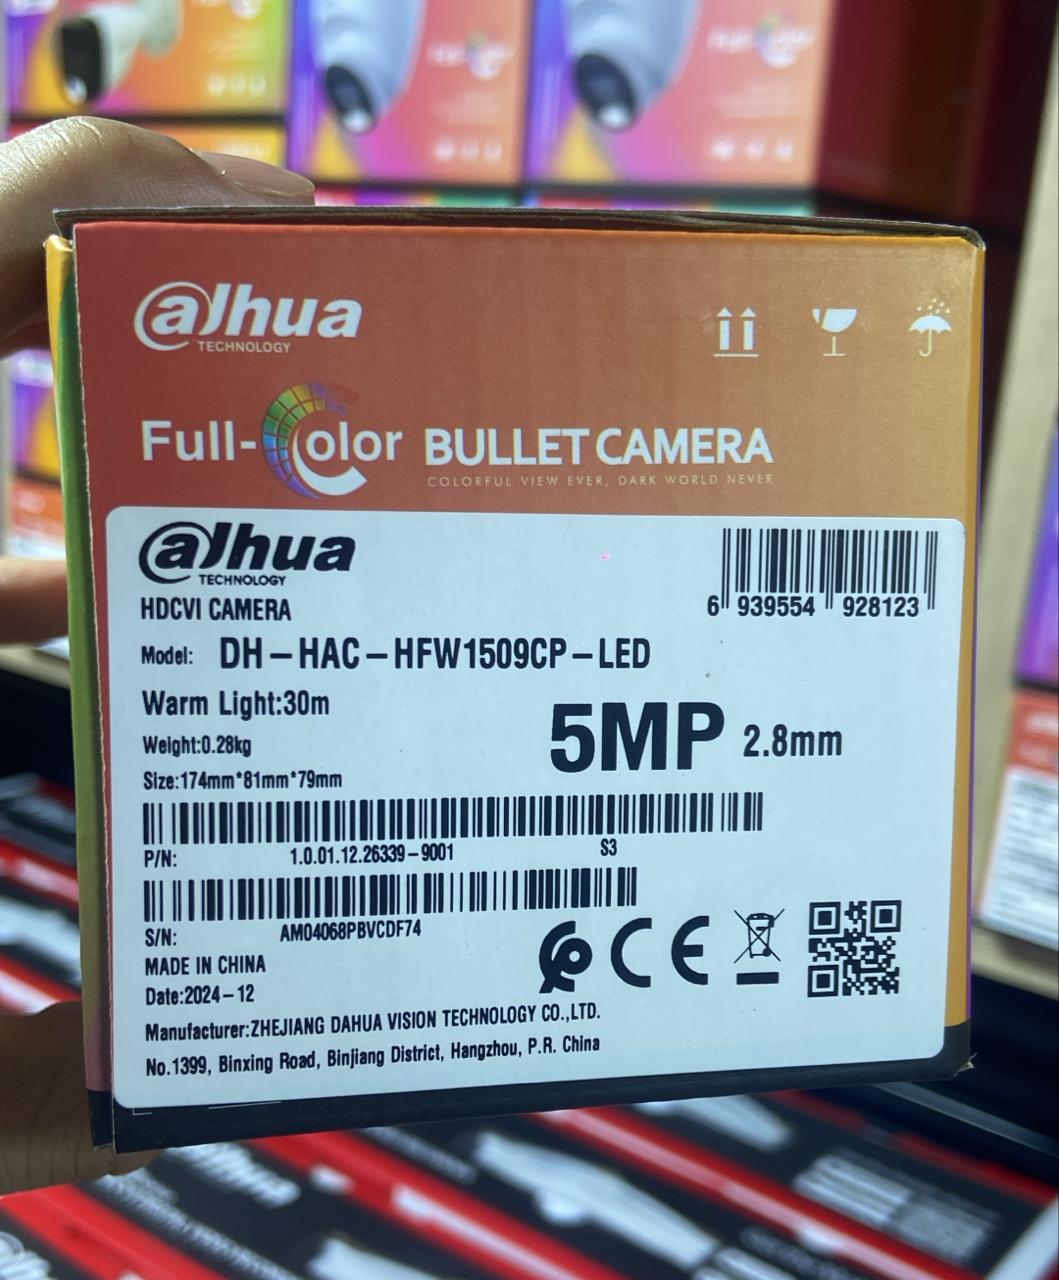 alhua
TECHNOLOGY
Full-Color BULLET CAMERA
COLORFUL VIEW EVER, DARK WORLD NEVER
alhua
TECHNOLOGY
HDCVI CAMERA
6 939554 928123
Model: DH-HAC-HFW1509CP-LED
Warm Light:30m
5MP 2.8mm
Weight:0.28kg
Size:174mm*81mm*79mm
P/N: 1.0.01.12.26339-9001 S3
S/N: AM04068PBVCDF74
CE
MADE IN CHINA
Date:2024-12
Manufacturer:ZHEJIANG DAHUA VISION TECHNOLOGY CO.,LTD.
No.1399, Binxing Road, Binjiang District, Hangzhou, P.R. China
alhua